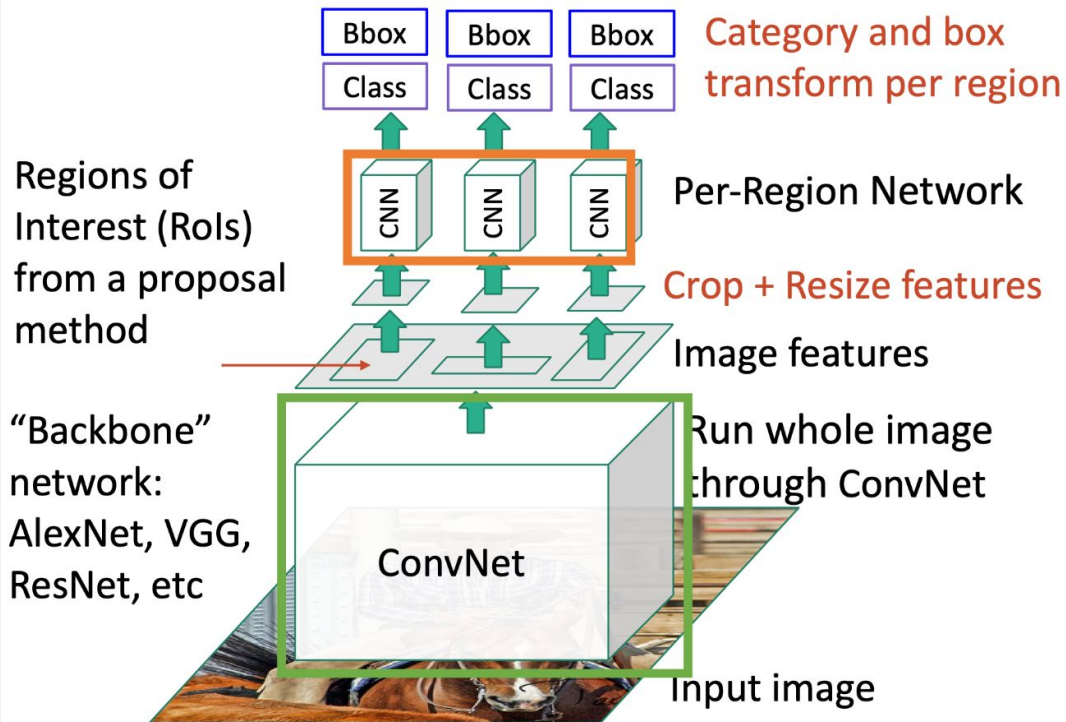 Bbox Bbox Bbox
Category and box
transform per region
Class Class Class
Regions of
Interest (RoIs)
from a proposal
method
CNN CNN CNN
Per-Region Network
Crop + Resize features
Image features
“Backbone”
network:
AlexNet, VGG,
ResNet, etc
Run whole image
through ConvNet
ConvNet
Input image